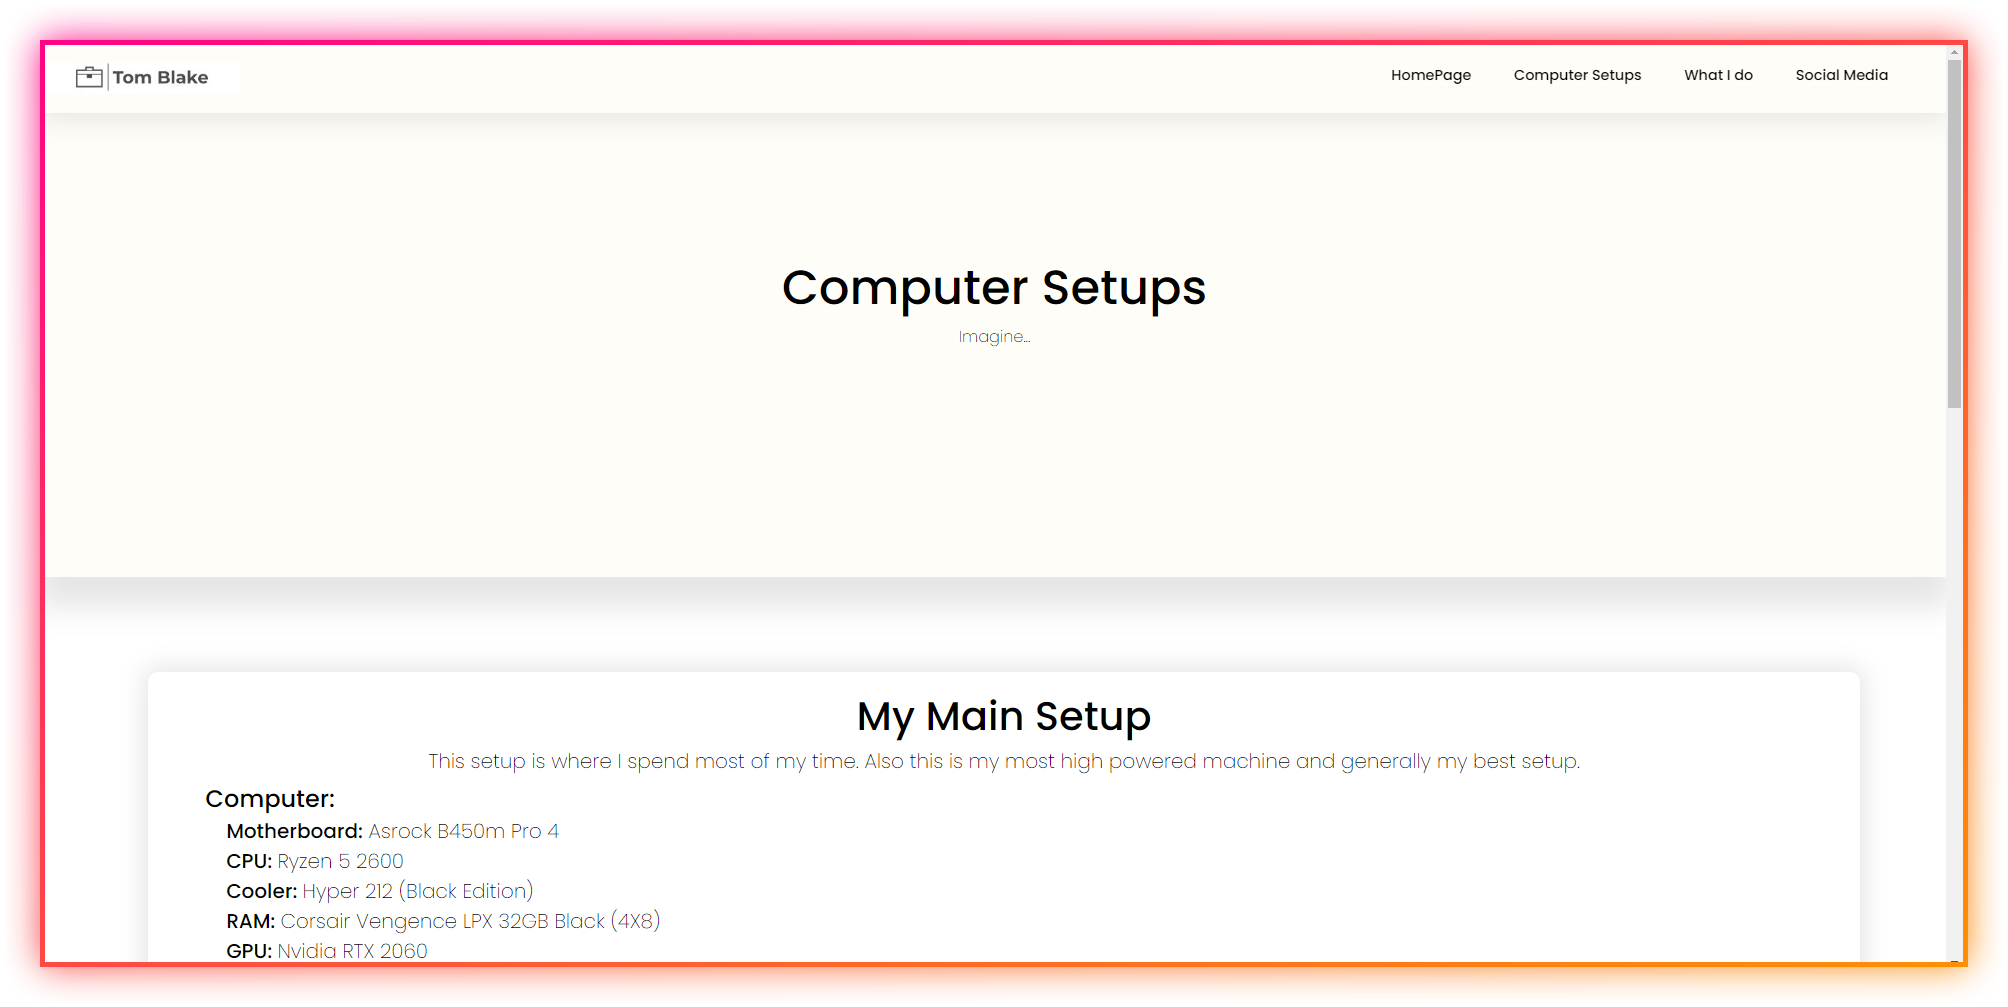 Tom Blake
HomePage Computer Setups What I do Social Media
Computer Setups
Imagine...
My Main Setup
This setup is where I spend most of my time. Also this is my most high powered machine and generally my best setup.
Computer:
Motherboard: Asrock B450m Pro 4
CPU: Ryzen 5 2600
Cooler: Hyper 212 (Black Edition)
RAM: Corsair Vengence LPX 32GB Black (4X8)
GPU: Nvidia RTX 2060